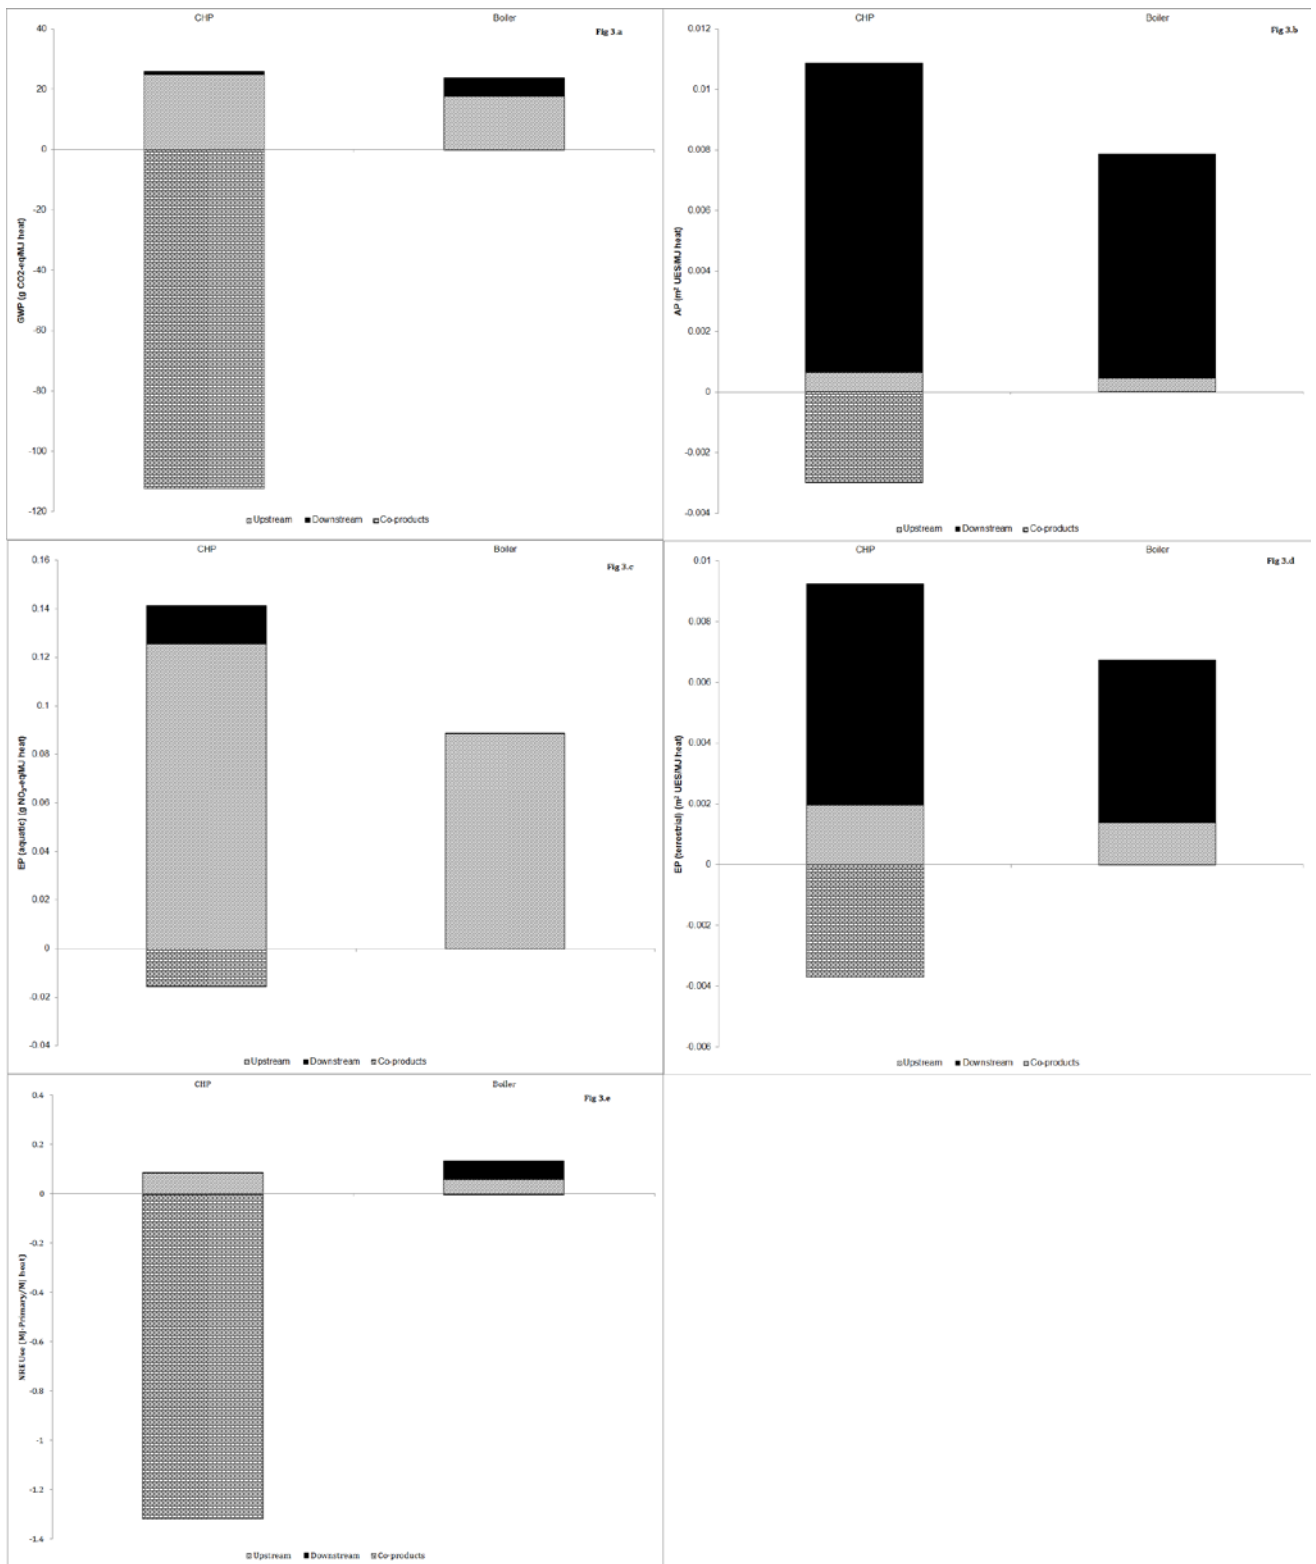 CHP Boiler
Fig 3.a
40
20
0
-20
-40
-60
-80
-100
-120
GWP (g CO2-eq/MJ heat)
Upstream Downstream Co-products
CHP Boiler
Fig 3.b
0.012
0.01
0.008
0.006
0.004
0.002
0
-0.002
-0.004
AP (m² UES/MJ heat)
Upstream Downstream Co-products
CHP Boiler
Fig 3.c
0.16
0.14
0.12
0.1
0.08
0.06
0.04
0.02
0
-0.02
-0.04
EP (aquatic) (g NO₃-eq/MJ heat)
Upstream Downstream Co-products
CHP Boiler
Fig 3.d
0.01
0.008
0.006
0.004
0.002
0
-0.002
-0.004
-0.006
EP (terrestrial) (m² UES/MJ heat)
Upstream Downstream Co-products
CHP Boiler
Fig 3.e
0.4
0.2
0
-0.2
-0.4
-0.6
-0.8
-1
-1.2
-1.4
NRE Use (MJ-Primary/MJ heat)
Upstream Downstream Co-products